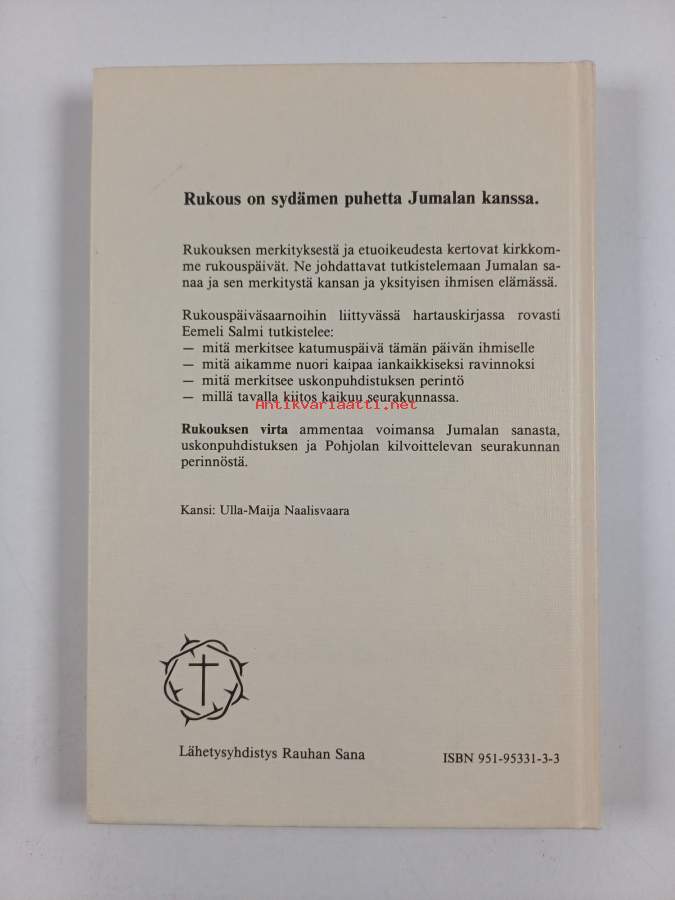 Rukous on sydämen puhetta Jumalan kanssa.
Rukouksen merkityksestä ja etuoikeudesta kertovat kirkkom-
me rukouspäivät. Ne johdattavat tutkistelemaan Jumalan sa-
naa ja sen merkitystä kansan ja yksityisen ihmisen elämässä.
Rukouspäiväsaarnoihin liittyvässä hartauskirjassa rovasti
Eemeli Salmi tutkistelee:
— mitä merkitsee katumuspäivä tämän päivän ihmiselle
— mitä aikamme nuori kaipaa iankaikkiseksi ravinnoksi
— mitä merkitsee uskonpuhdistuksen perintö
— millä tavalla kiitos kaikuu seurakunnassa.
Antikvariaatti.net
Rukouksen virta ammentaa voimansa Jumalan sanasta,
uskonpuhdistuksen ja Pohjolan kilvoittelevan seurakunnan
perinnöstä.
Kansi: Ulla-Maija Naalisvaara
Lähetysyhdistys Rauhan Sana
ISBN 951-95331-3-3